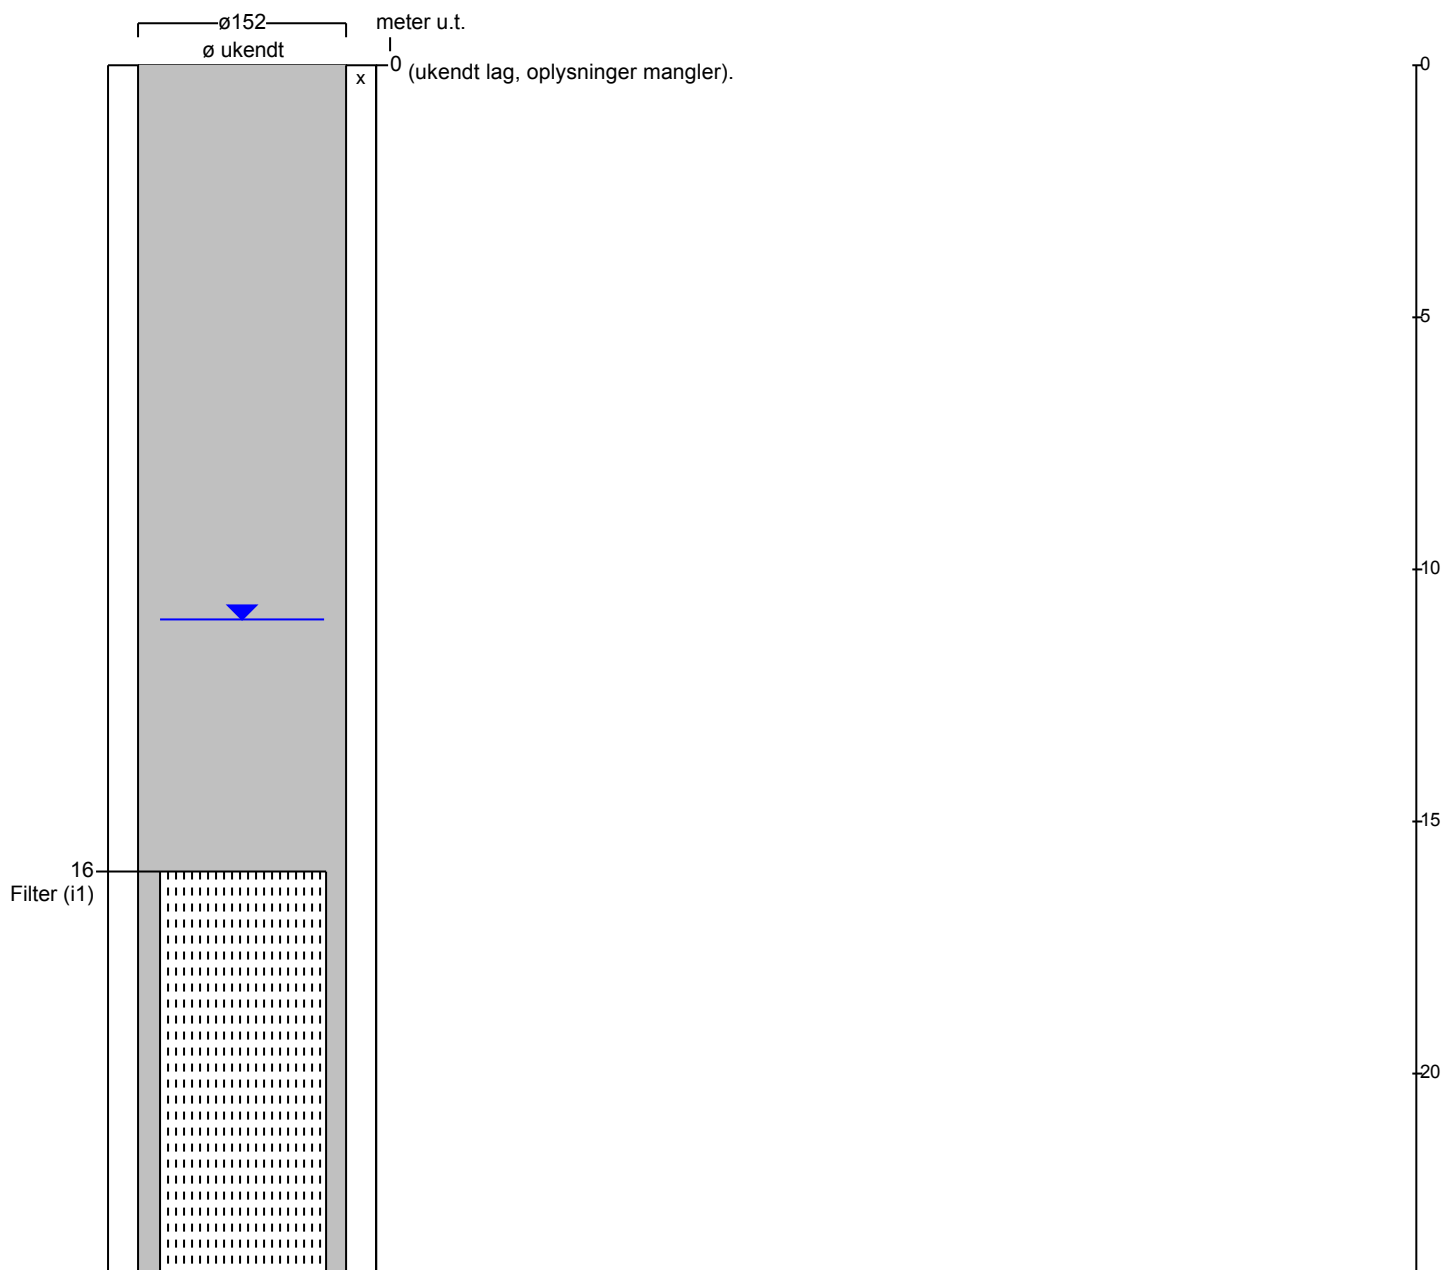 ø152
meter u.t.
ø ukendt
0
(ukendt lag, oplysninger mangler).
x
0
5
10
15
16
Filter (i1)
20